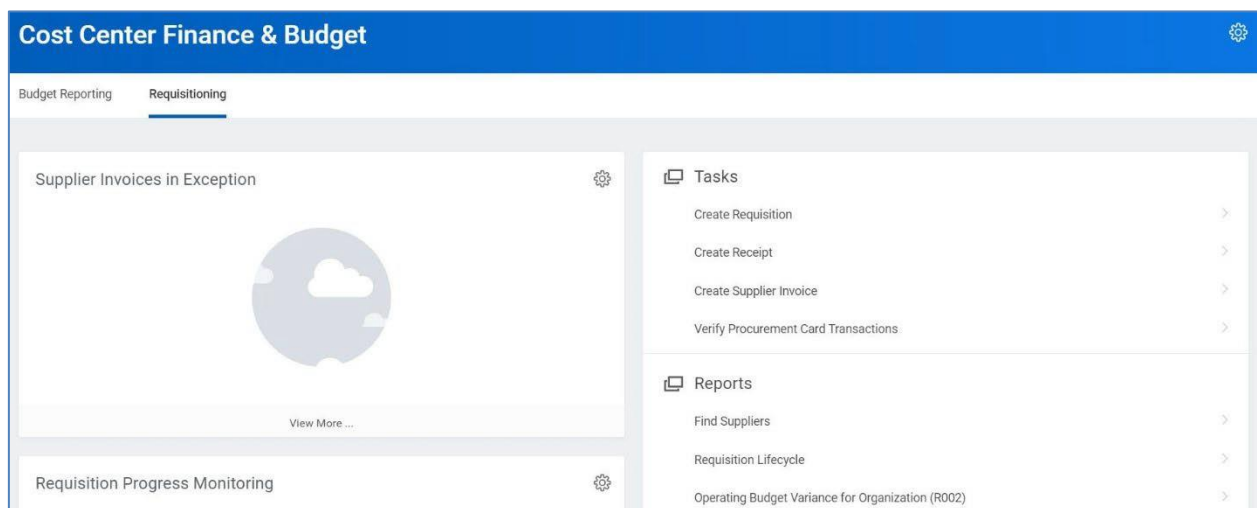 Cost Center Finance & Budget
Budget Reporting
Requisitioning
Supplier Invoices in Exception
View More ...
Requisition Progress Monitoring
Tasks
Create Requisition
Create Receipt
Create Supplier Invoice
Verify Procurement Card Transactions
Reports
Find Suppliers
Requisition Lifecycle
Operating Budget Variance for Organization (R002)